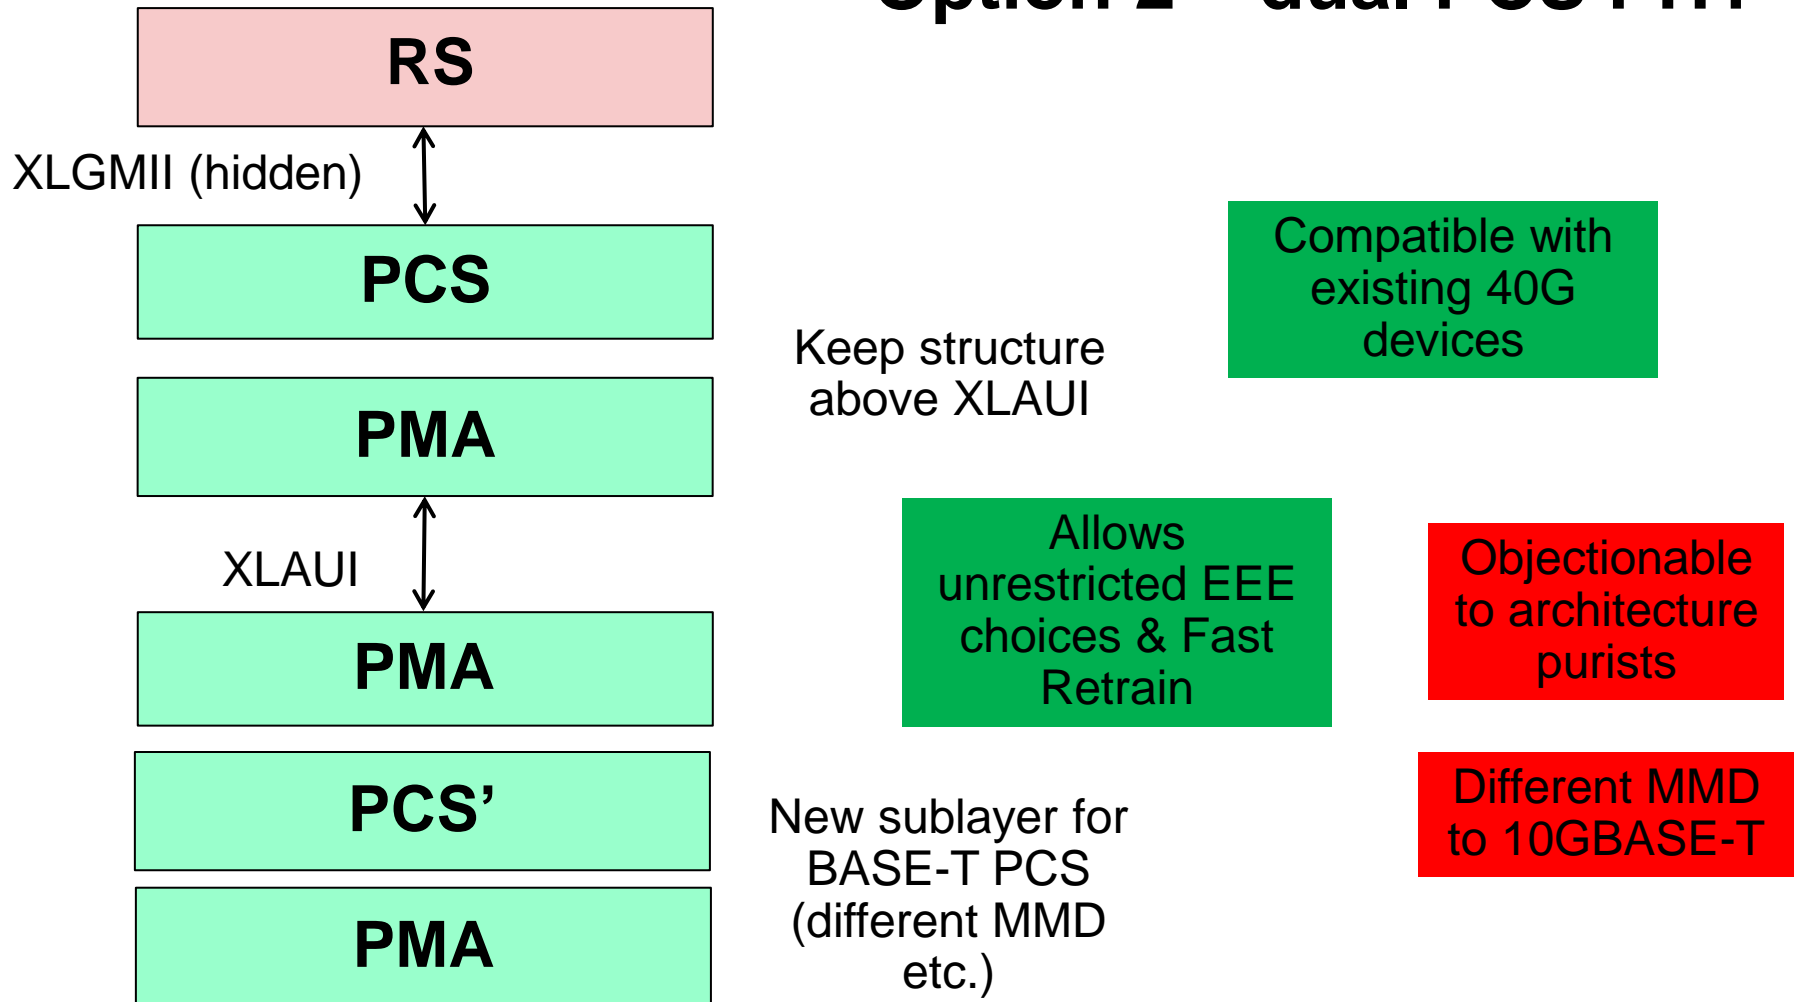 RS
XLGMII (hidden)
PCS
Compatible with
existing 40G
devices
Keep structure
above XLAUI
PMA
XLAUI
Allows
unrestricted EEE
choices & Fast
Retrain
Objectionable
to architecture
purists
PMA
PCS’
New sublayer for
BASE-T PCS
(different MMD
etc.)
Different MMD
to 10GBASE-T
PMA